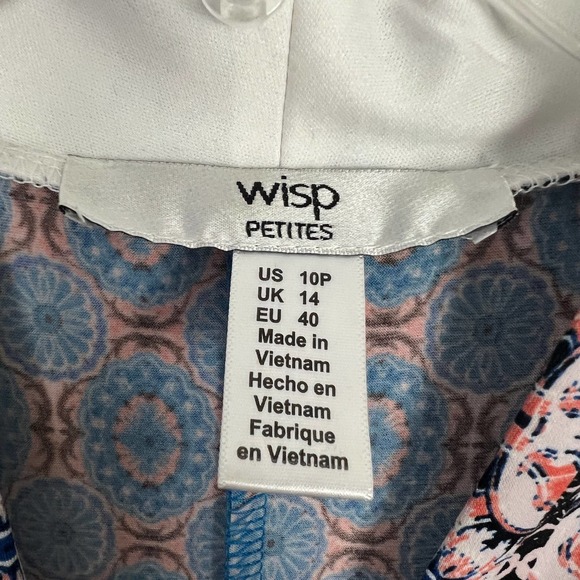 wisp
PETITES
US 10P
UK 14
EU 40
Made in
Vietnam
Hecho en
Vietnam
Fabrique
en Vietnam